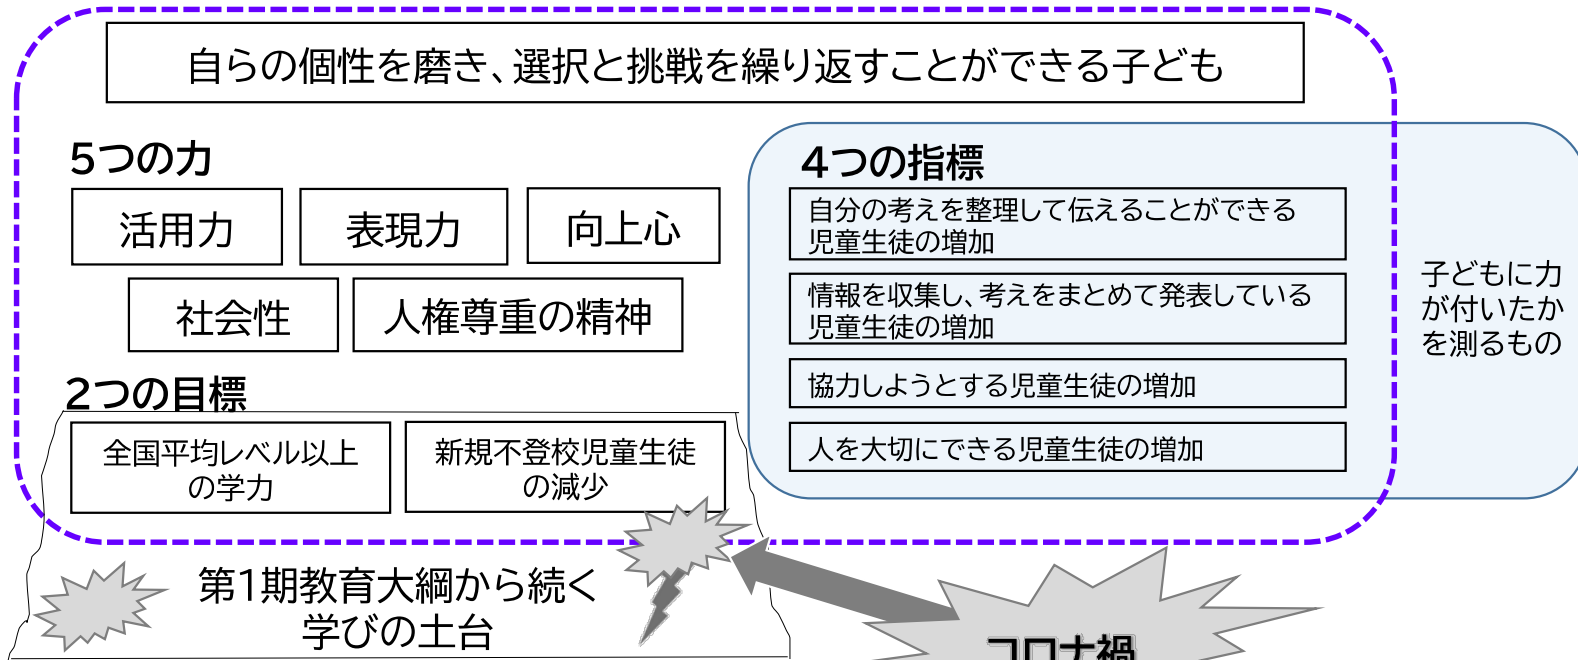 自らの個性を磨き、選択と挑戦を繰り返すことができる子ども
5つの力
活用力
表現力
向上心
社会性
人権尊重の精神
2つの目標
全国平均レベル以上
の学力
新規不登校児童生徒
の減少
4つの指標
自分の考えを整理して伝えることができる
児童生徒の増加
情報を収集し、考えをまとめて発表している
児童生徒の増加
協力しようとする児童生徒の増加
人を大切にできる児童生徒の増加
子どもに力
が付いたか
を測るもの
第1期教育大綱から続く
学びの土台
コロナ禍